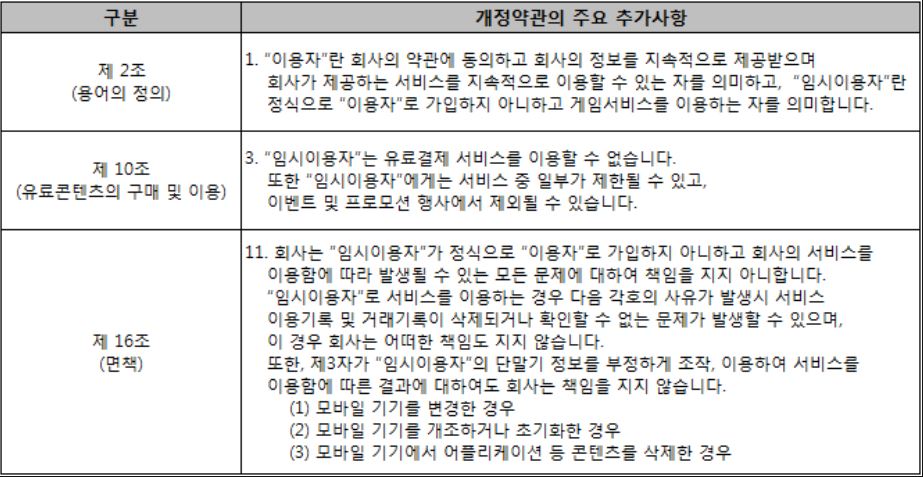 구분
개정약관의 주요 추가사항
제 2조
(용어의 정의)
1. “이용자”란 회사의 약관에 동의하고 회사의 정보를 지속적으로 제공받으며
회사가 제공하는 서비스를 지속적으로 이용할 수 있는 자를 의미하고, “임시이용자”란
정식으로 “이용자”로 가입하지 아니하고 게임서비스를 이용하는 자를 의미합니다.
제 10조
(유료콘텐츠의 구매 및 이용)
3. “임시이용자”는 유료결제 서비스를 이용할 수 없습니다.
또한 “임시이용자”에게는 서비스 중 일부가 제한될 수 있고,
이벤트 및 프로모션 행사에서 제외될 수 있습니다.
제 16조
(면책)
11. 회사는 “임시이용자”가 정식으로 “이용자”로 가입하지 아니하고 회사의 서비스를
이용함에 따라 발생될 수 있는 모든 문제에 대하여 책임을 지지 아니합니다.
“임시이용자”로 서비스를 이용하는 경우 다음 각호의 사유가 발생시 서비스
이용기록 및 거래기록이 삭제되거나 확인할 수 없는 문제가 발생할 수 있으며,
이 경우 회사는 어떠한 책임도 지지 않습니다.
또한, 제3자가 “임시이용자”의 단말기 정보를 부정하게 조작, 이용하여 서비스를
이용함에 따른 결과에 대하여도 회사는 책임을 지지 않습니다.
(1) 모바일 기기를 변경한 경우
(2) 모바일 기기를 개조하거나 초기화한 경우
(3) 모바일 기기에서 어플리케이션 등 콘텐츠를 삭제한 경우